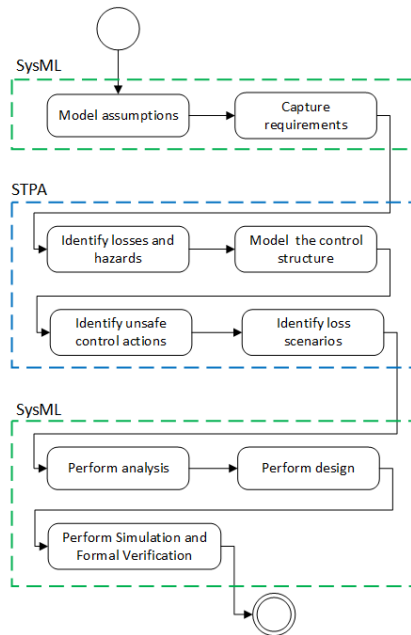 SysML
Model assumptions
Capture
requirements
STPA
Identify losses and
hazards
Model the control
structure
Identify unsafe
control actions
Identify loss
scenarios
SysML
Perform analysis
Perform design
Perform Simulation and
Formal Verification